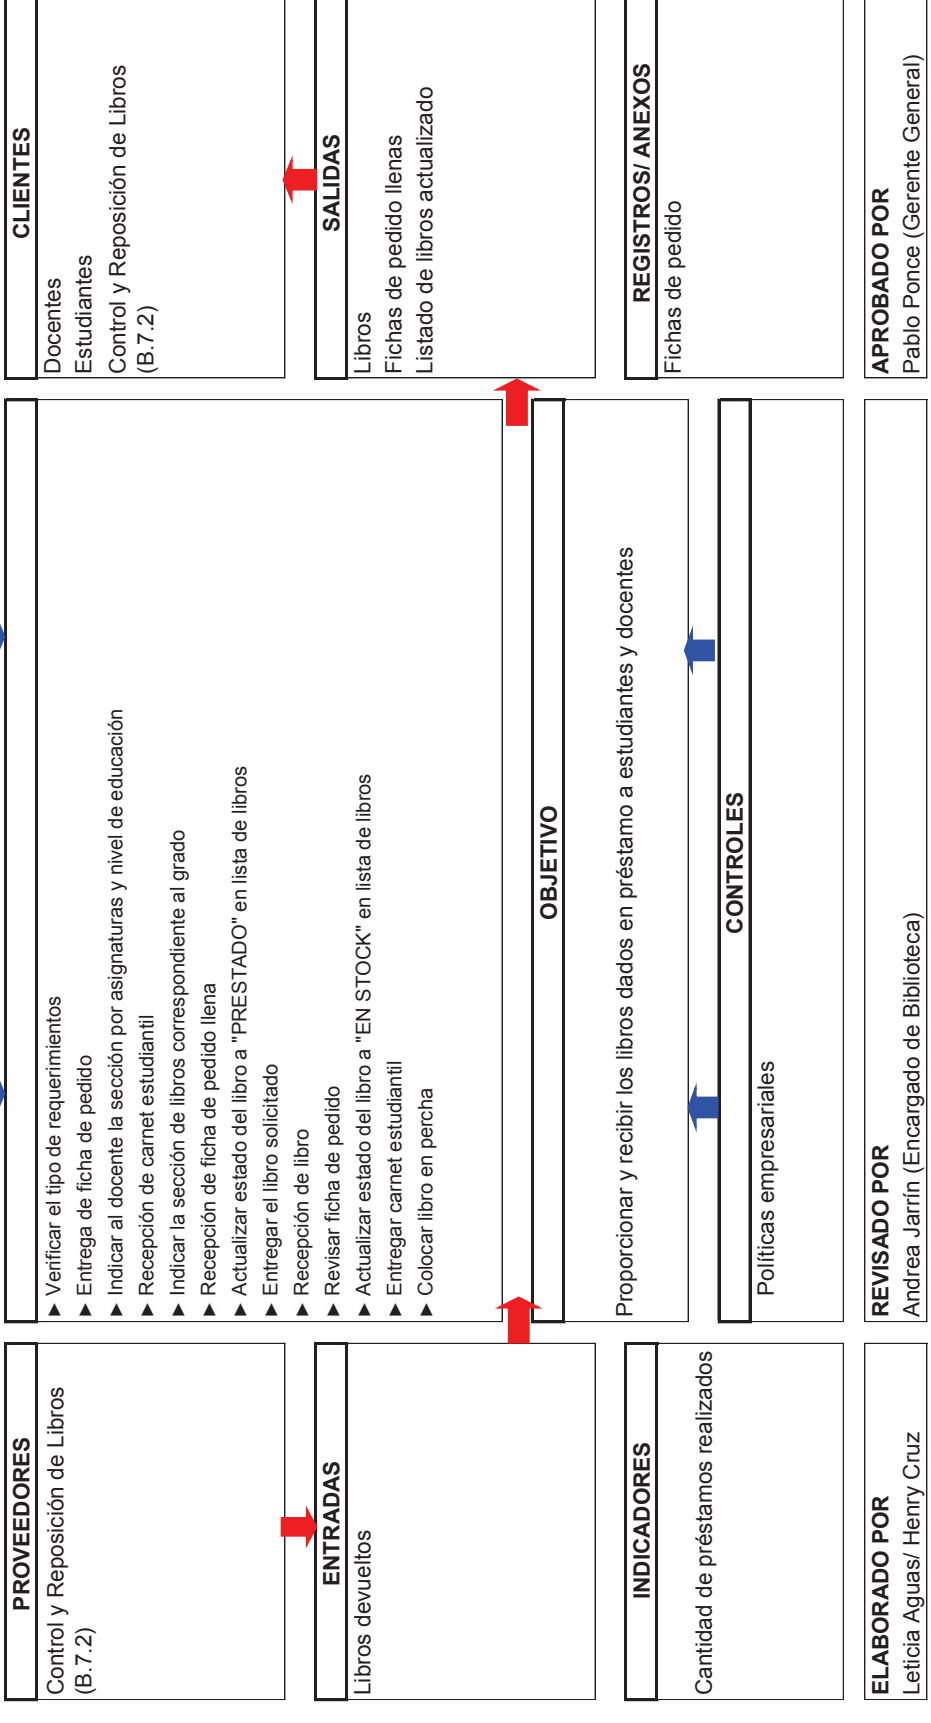 PROVEEDORES
Control y Reposición de Libros
(B.7.2)
ENTRADAS
Libros devueltos
INDICADORES
Cantidad de préstamos realizados
ELABORADO POR
Leticia Aguas/ Henry Cruz
► Verificar el tipo de requerimientos
► Entrega de ficha de pedido
► Indicar al docente la sección por asignaturas y nivel de educación
► Recepción de carnet estudiantil
► Indicar la sección de libros correspondiente al grado
► Recepción de ficha de pedido llena
► Actualizar estado del libro a "PRESTADO" en lista de libros
► Entregar el libro solicitado
► Recepción de libro
► Revisar ficha de pedido
► Actualizar estado del libro a "EN STOCK" en lista de libros
► Entregar carnet estudiantil
► Colocar libro en percha
OBJETIVO
Proporcionar y recibir los libros dados en préstamo a estudiantes y docentes
CONTROLES
Políticas empresariales
REVISADO POR
Andrea Jarrín (Encargado de Biblioteca)
CLIENTES
Docentes
Estudiantes
Control y Reposición de Libros
(B.7.2)
SALIDAS
Libros
Fichas de pedido llenas
Listado de libros actualizado
REGISTROS/ ANEXOS
Fichas de pedido
APROBADO POR
Pablo Ponce (Gerente General)